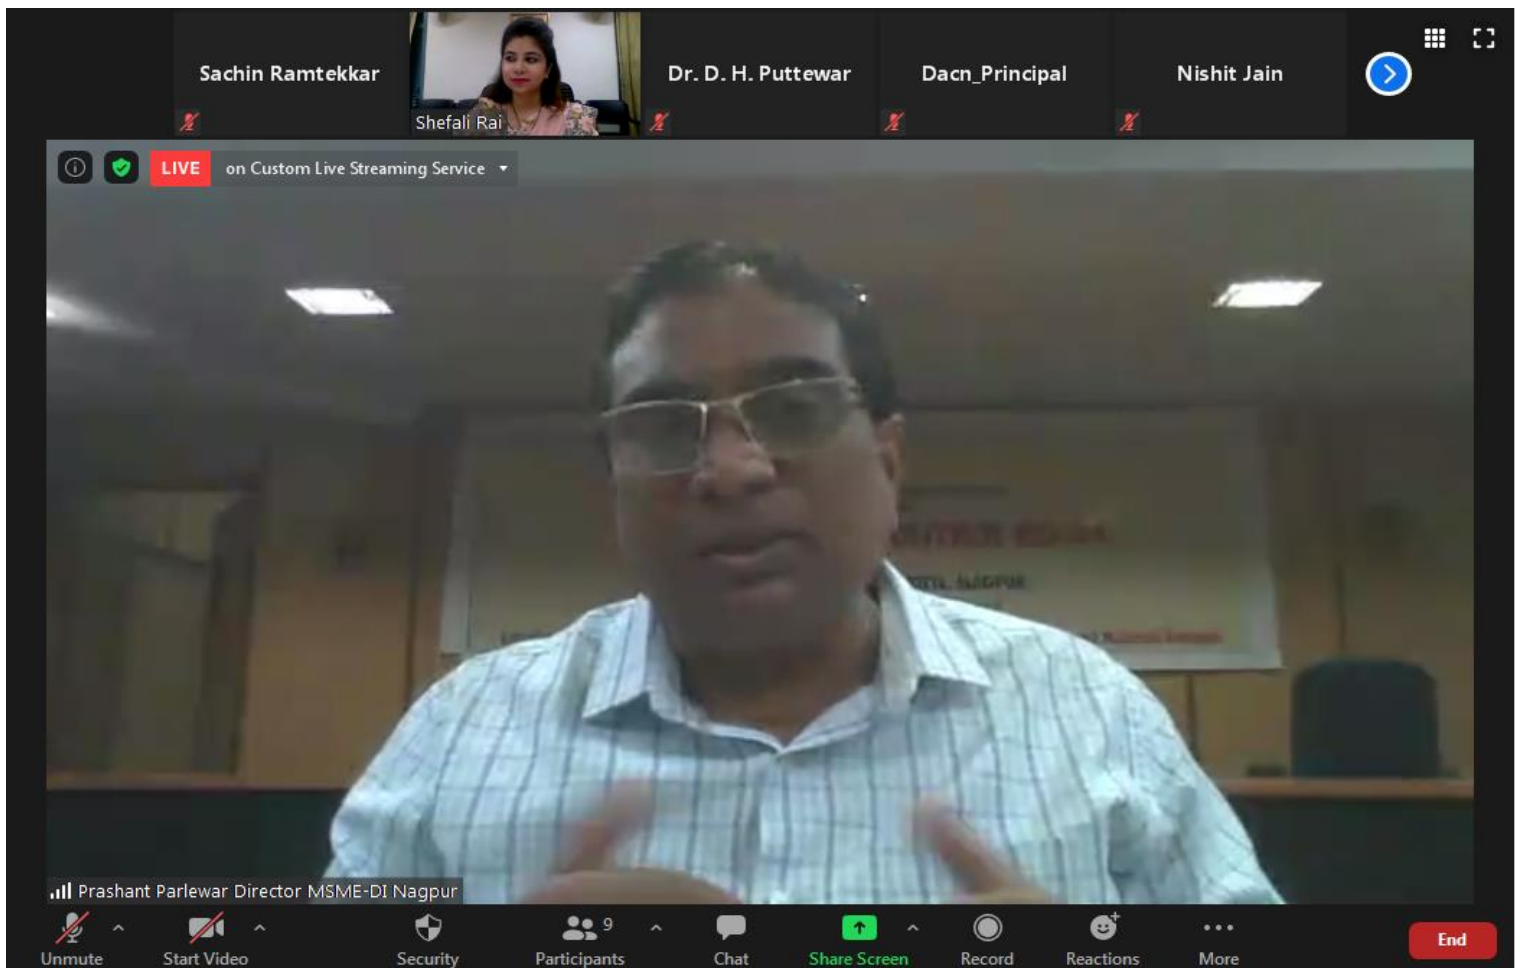 Sachin Ramtekkar
Shefali Rai
Dr. D. H. Puttewar
Dacn_Principal
Nishit Jain
LIVE on Custom Live Streaming Service
NAGPUR
Prashant Parlewar Director MSME-DI Nagpur
Unmute
Start Video
Security
9
Participants
Chat
Share Screen
Record
Reactions
More
End